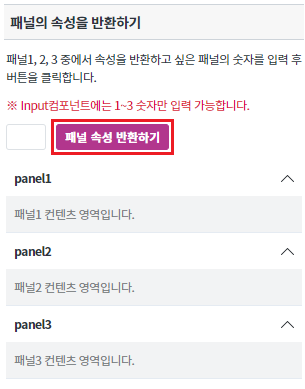 패널의 속성을 반환하기
패널1, 2, 3 중에서 속성을 반환하고 싶은 패널의 숫자를 입력 후
버튼을 클릭합니다.
※ Input컴포넌트에는 1~3 숫자만 입력 가능합니다.
패널 속성 반환하기
panel1
패널1 컨텐츠 영역입니다.
panel2
패널2 컨텐츠 영역입니다.
panel3
패널3 컨텐츠 영역입니다.